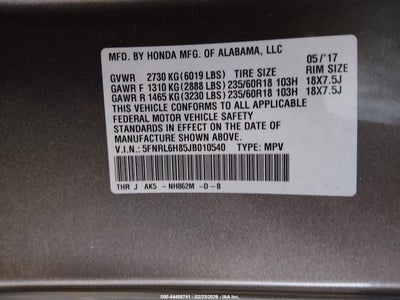 MFD. BY HONDA MFG. OF ALABAMA, LLC 05/'17
GVWR 2730 KG (6019 LBS) TIRE SIZE RIM SIZE
GAWR F 1310 KG (2888 LBS) 235/60R18 103H 18X7.5J
GAWR R 1465 KG (3230 LBS) 235/60R18 103H 18X7.5J
THIS VEHICLE CONFORMS TO ALL APPLICABLE
FEDERAL MOTOR VEHICLE SAFETY
STANDARDS IN EFFECT ON THE DATE OF
MANUFACTURE SHOWN ABOVE.
V.I.N.: 5FNRL6H85JB010540 TYPE: MPV
THR J AK5 - NH862M -D-B
000-44458741 - 02/23/2026 - IAA Inc.